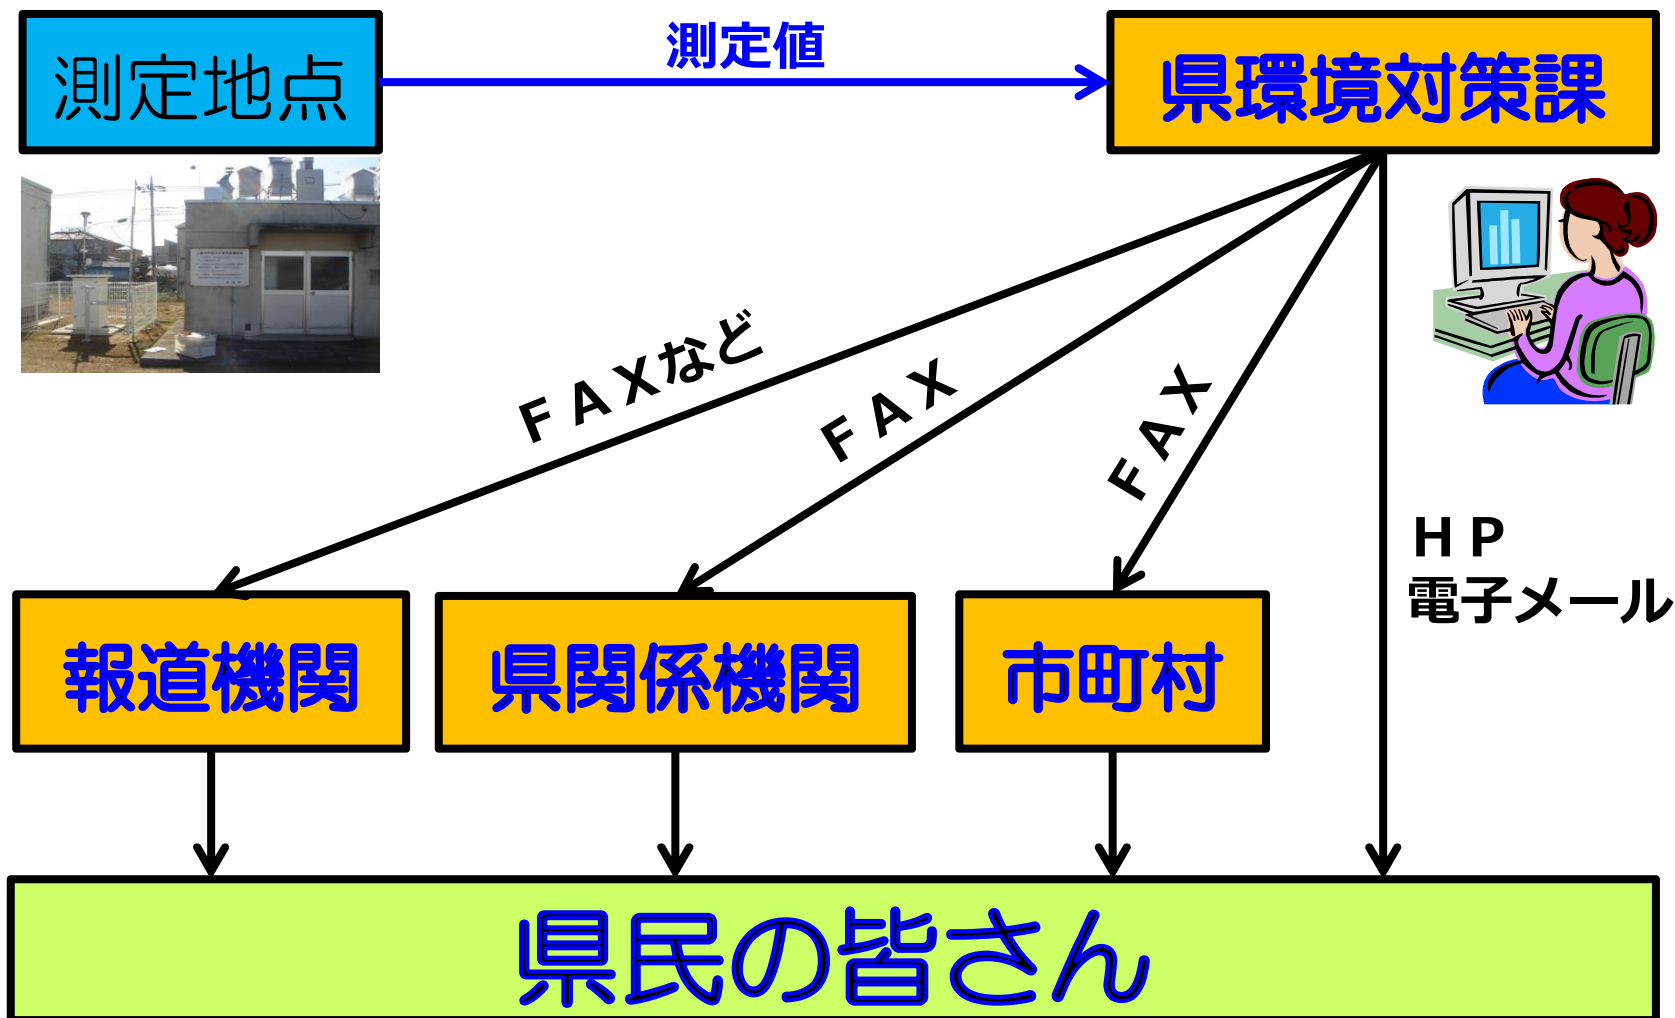 測定地点
測定値
県環境対策課
ＦＡＸなど
ＦＡＸ
ＦＡＸ
ＨＰ
電子メール
報道機関
県関係機関
市町村
県民の皆さん